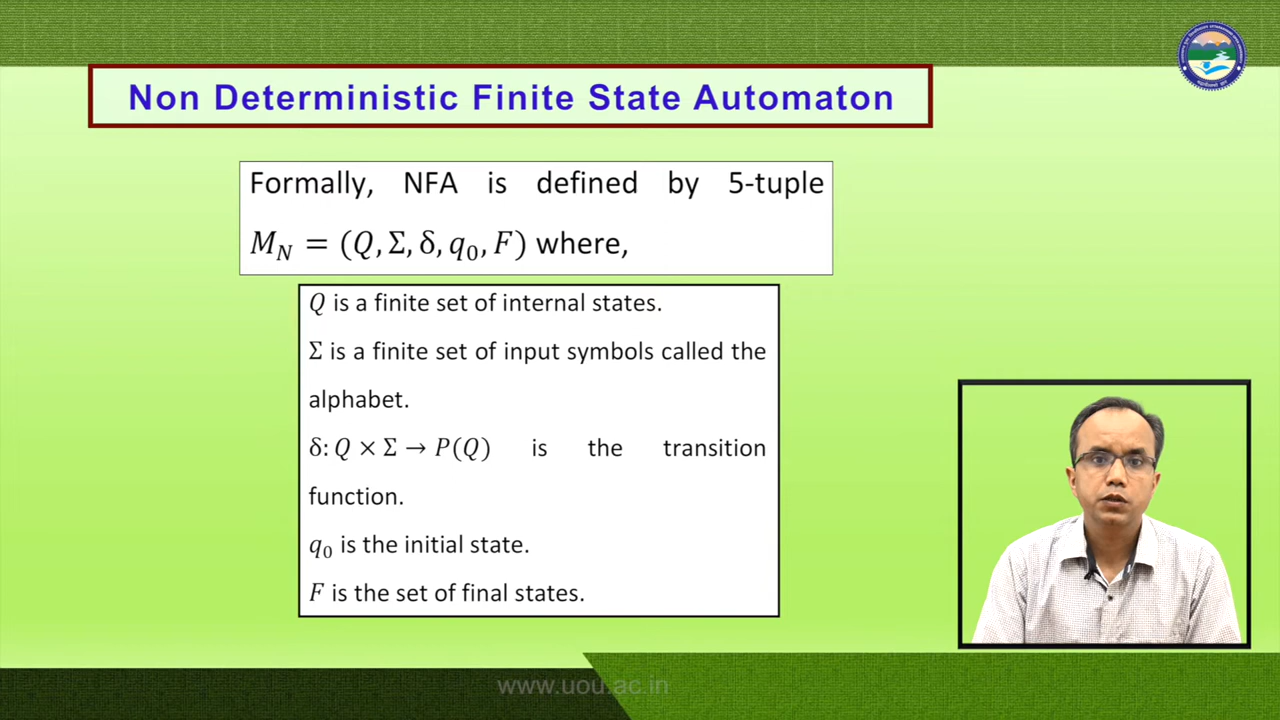 Non Deterministic Finite State Automaton
Formally, NFA is defined by 5-tuple
M_N = (Q, Σ, δ, q_0, F) where,
Q is a finite set of internal states.
Σ is a finite set of input symbols called the
alphabet.
δ: Q × Σ → P(Q) is the transition
function.
q_0 is the initial state.
F is the set of final states.
www.uou.ac.in